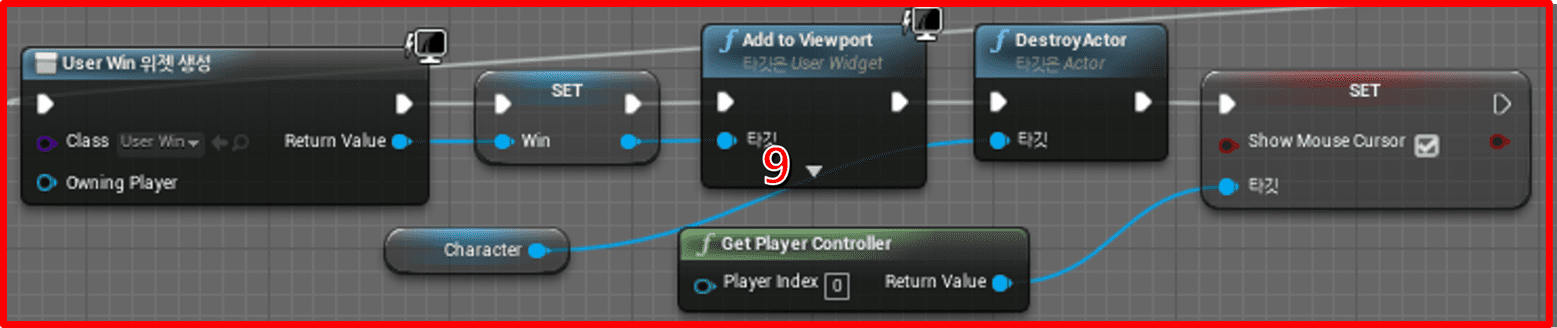 User Win 위젯 생성
Class
User Win
Return Value
Owning Player
SET
Win
Add to Viewport
타깃은 User Widget
타깃
9
DestroyActor
타깃은 Actor
타깃
SET
Show Mouse Cursor
타깃
Character
Get Player Controller
Player Index 0
Return Value